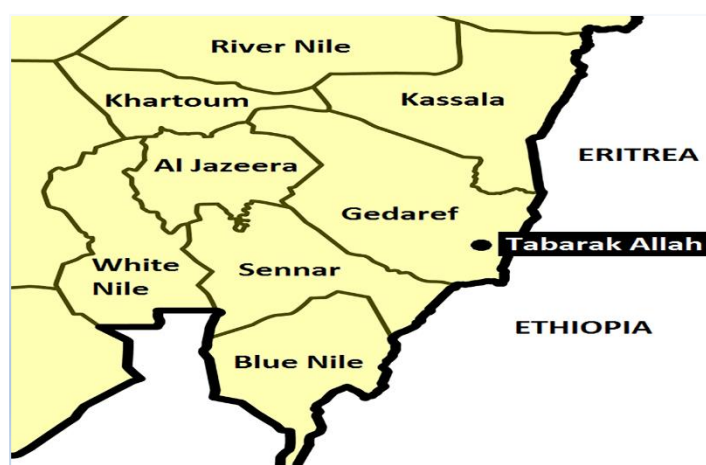 River Nile
Khartoum
Kassala
ERITREA
Al Jazeera
Gedaref
Tabarak Allah
White
Nile
Sennar
ETHIOPIA
Blue Nile